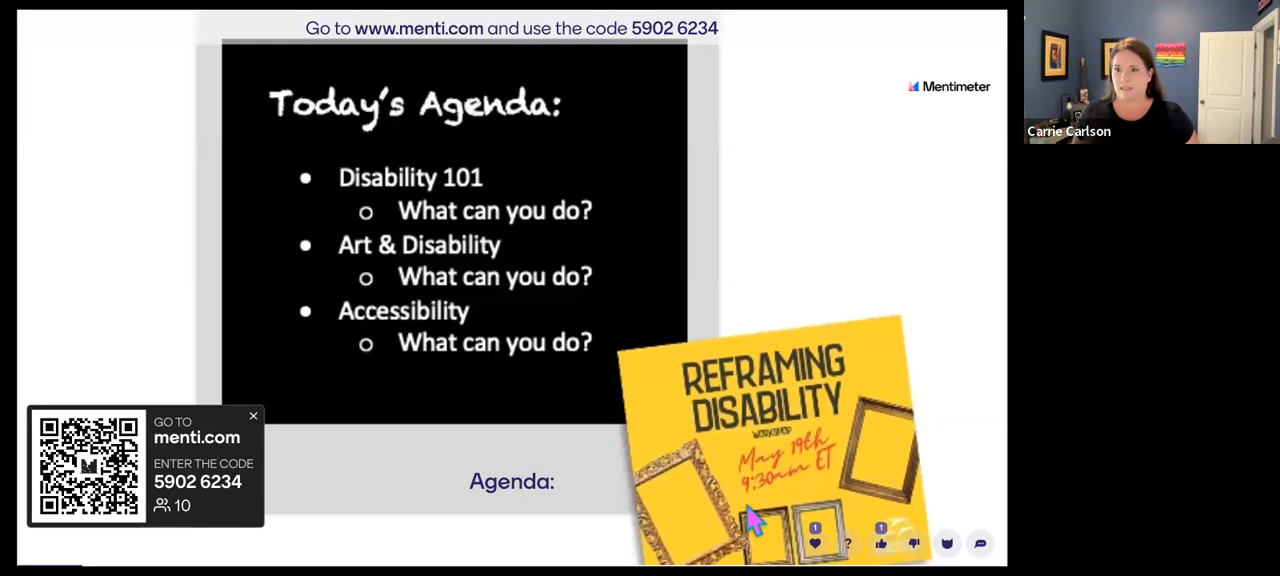 Go to www.menti.com and use the code 5902 6234
Mentimeter
Today's Agenda:
Disability 101
What can you do?
Art & Disability
What can you do?
Accessibility
What can you do?
Agenda:
REFRAMING
DISABILITY
WORKSHOP
May 19th
9:30am ET
GO TO
menti.com
ENTER THE CODE
5902 6234
10
1
?
1
Carrie Carlson